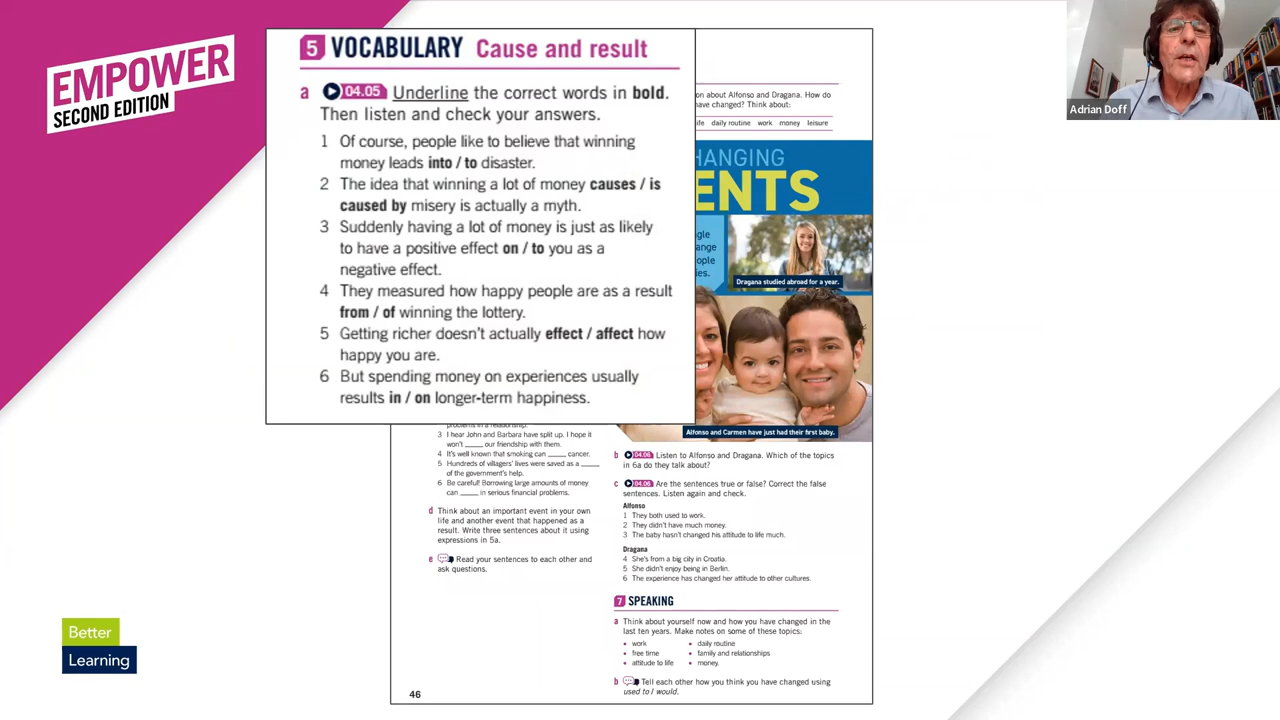 EMPOWER
SECOND EDITION
5 VOCABULARY Cause and result
a 04.05 Underline the correct words in bold.
Then listen and check your answers.
1 Of course, people like to believe that winning
money leads into / to disaster.
2 The idea that winning a lot of money causes / is
caused by misery is actually a myth.
3 Suddenly having a lot of money is just as likely
to have a positive effect on / to you as a
negative effect.
4 They measured how happy people are as a result
from / of winning the lottery.
5 Getting richer doesn't actually effect / affect how
happy you are.
6 But spending money on experiences usually
results in / on longer-term happiness.
problems in a relationship.
3 I hear John and Barbara have split up. I hope it
won't ____ our friendship with them.
4 It's well known that smoking can ____ cancer.
5 Hundreds of villagers' lives were saved as a ____
of the government's help.
6 Be careful! Borrowing large amounts of money
can ____ in serious financial problems.
d Think about an important event in your own
life and another event that happened as a
result. Write three sentences about it using
expressions in 5a.
e Read your sentences to each other and
ask questions.
46
on about Alfonso and Dragana. How do
have changed? Think about:
ife daily routine work money leisure
HANGING
ENTS
gle
ange
ople
ies.
Dragana studied abroad for a year.
Alfonso and Carmen have just had their first baby.
b 04.06 Listen to Alfonso and Dragana. Which of the topics
in 6a do they talk about?
c 04.06 Are the sentences true or false? Correct the false
sentences. Listen again and check.
Alfonso
1 They both used to work.
2 They didn't have much money.
3 The baby hasn't changed his attitude to life much.
Dragana
4 She's from a big city in Croatia.
5 She didn't enjoy being in Berlin.
6 The experience has changed her attitude to other cultures.
7 SPEAKING
a Think about yourself now and how you have changed in the
last ten years. Make notes on some of these topics:
• work • daily routine
• free time • family and relationships
• attitude to life • money.
b Tell each other how you think you have changed using
used to / would.
Adrian Doff
Better
Learning